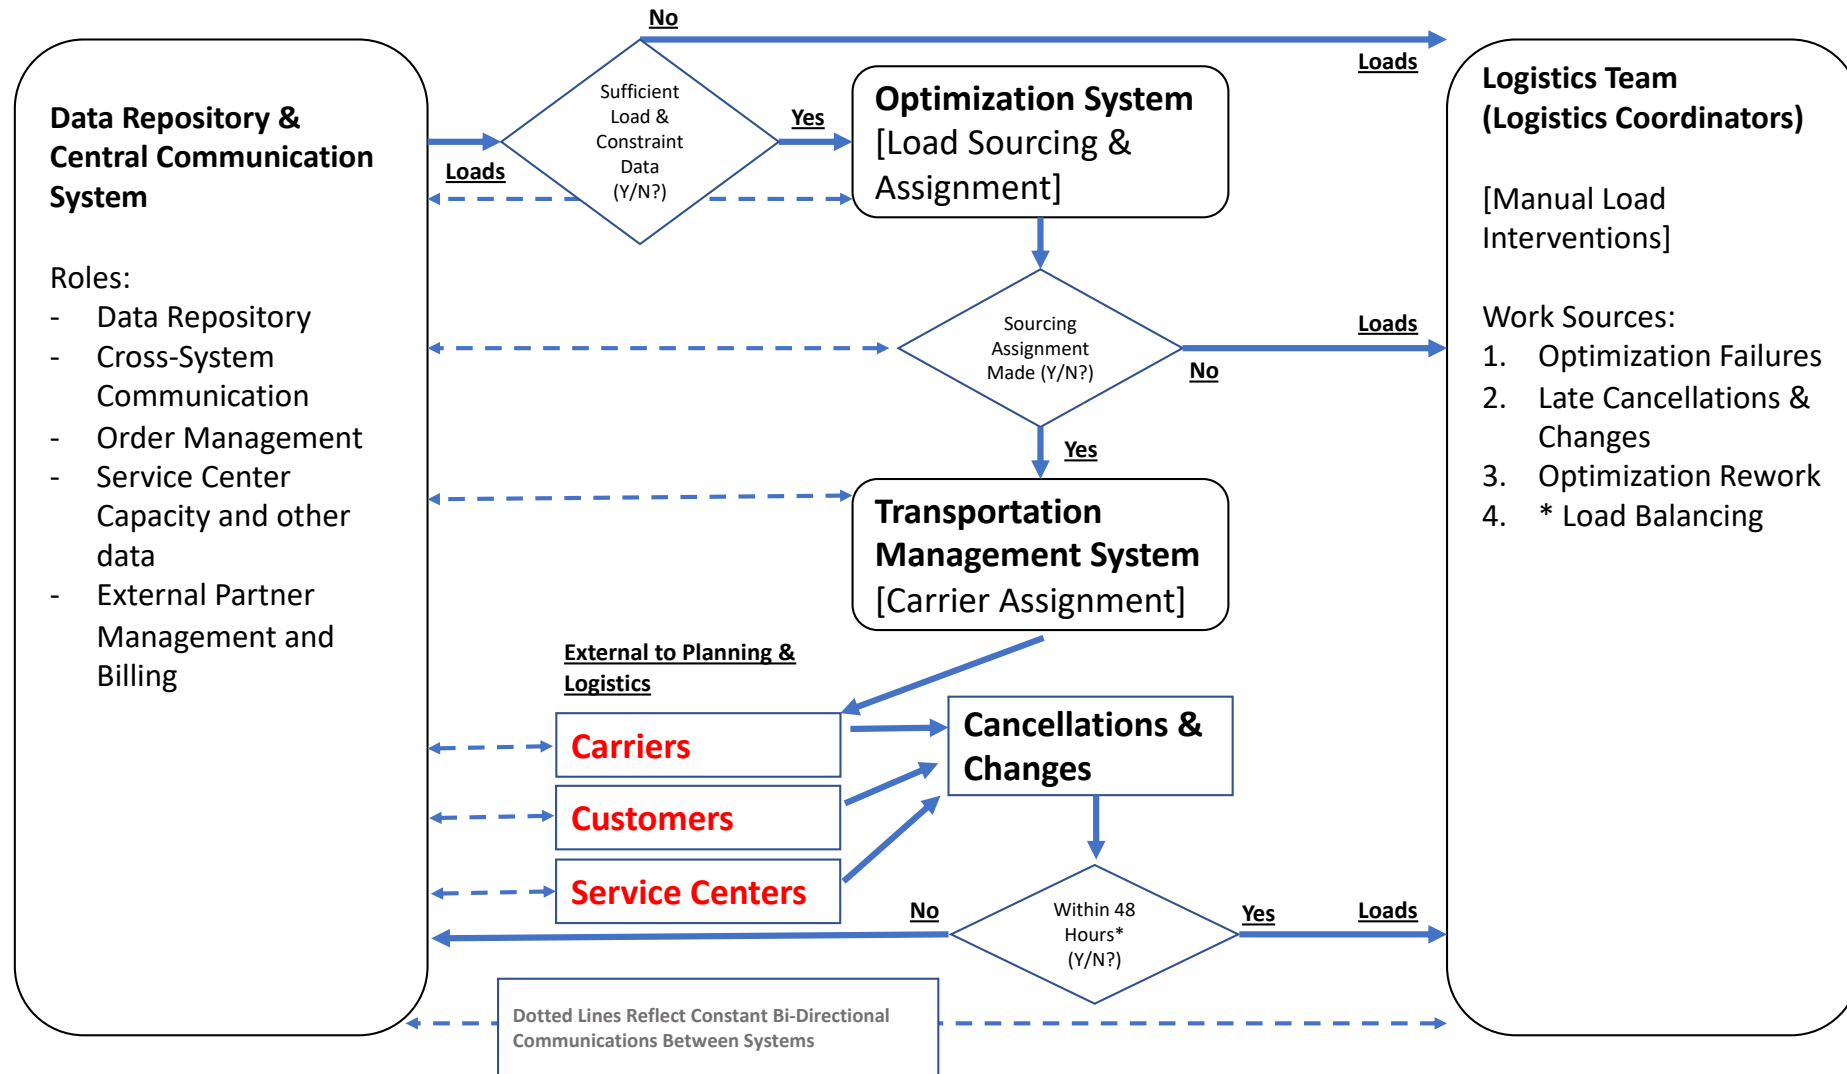 No
Loads
Data Repository &
Central Communication
System
Roles:
- Data Repository
- Cross-System
Communication
- Order Management
- Service Center
Capacity and other
data
- External Partner
Management and
Billing
Loads
Sufficient
Load &
Constraint
Data
(Y/N?)
Yes
Optimization System
[Load Sourcing &
Assignment]
Sourcing
Assignment
Made (Y/N?)
Loads
No
Yes
Transportation
Management System
[Carrier Assignment]
External to Planning &
Logistics
Carriers
Customers
Service Centers
Cancellations &
Changes
No
Within 48
Hours*
(Y/N?)
Yes
Loads
Dotted Lines Reflect Constant Bi-Directional
Communications Between Systems
Logistics Team
(Logistics Coordinators)
[Manual Load
Interventions]
Work Sources:
1. Optimization Failures
2. Late Cancellations &
Changes
3. Optimization Rework
4. * Load Balancing